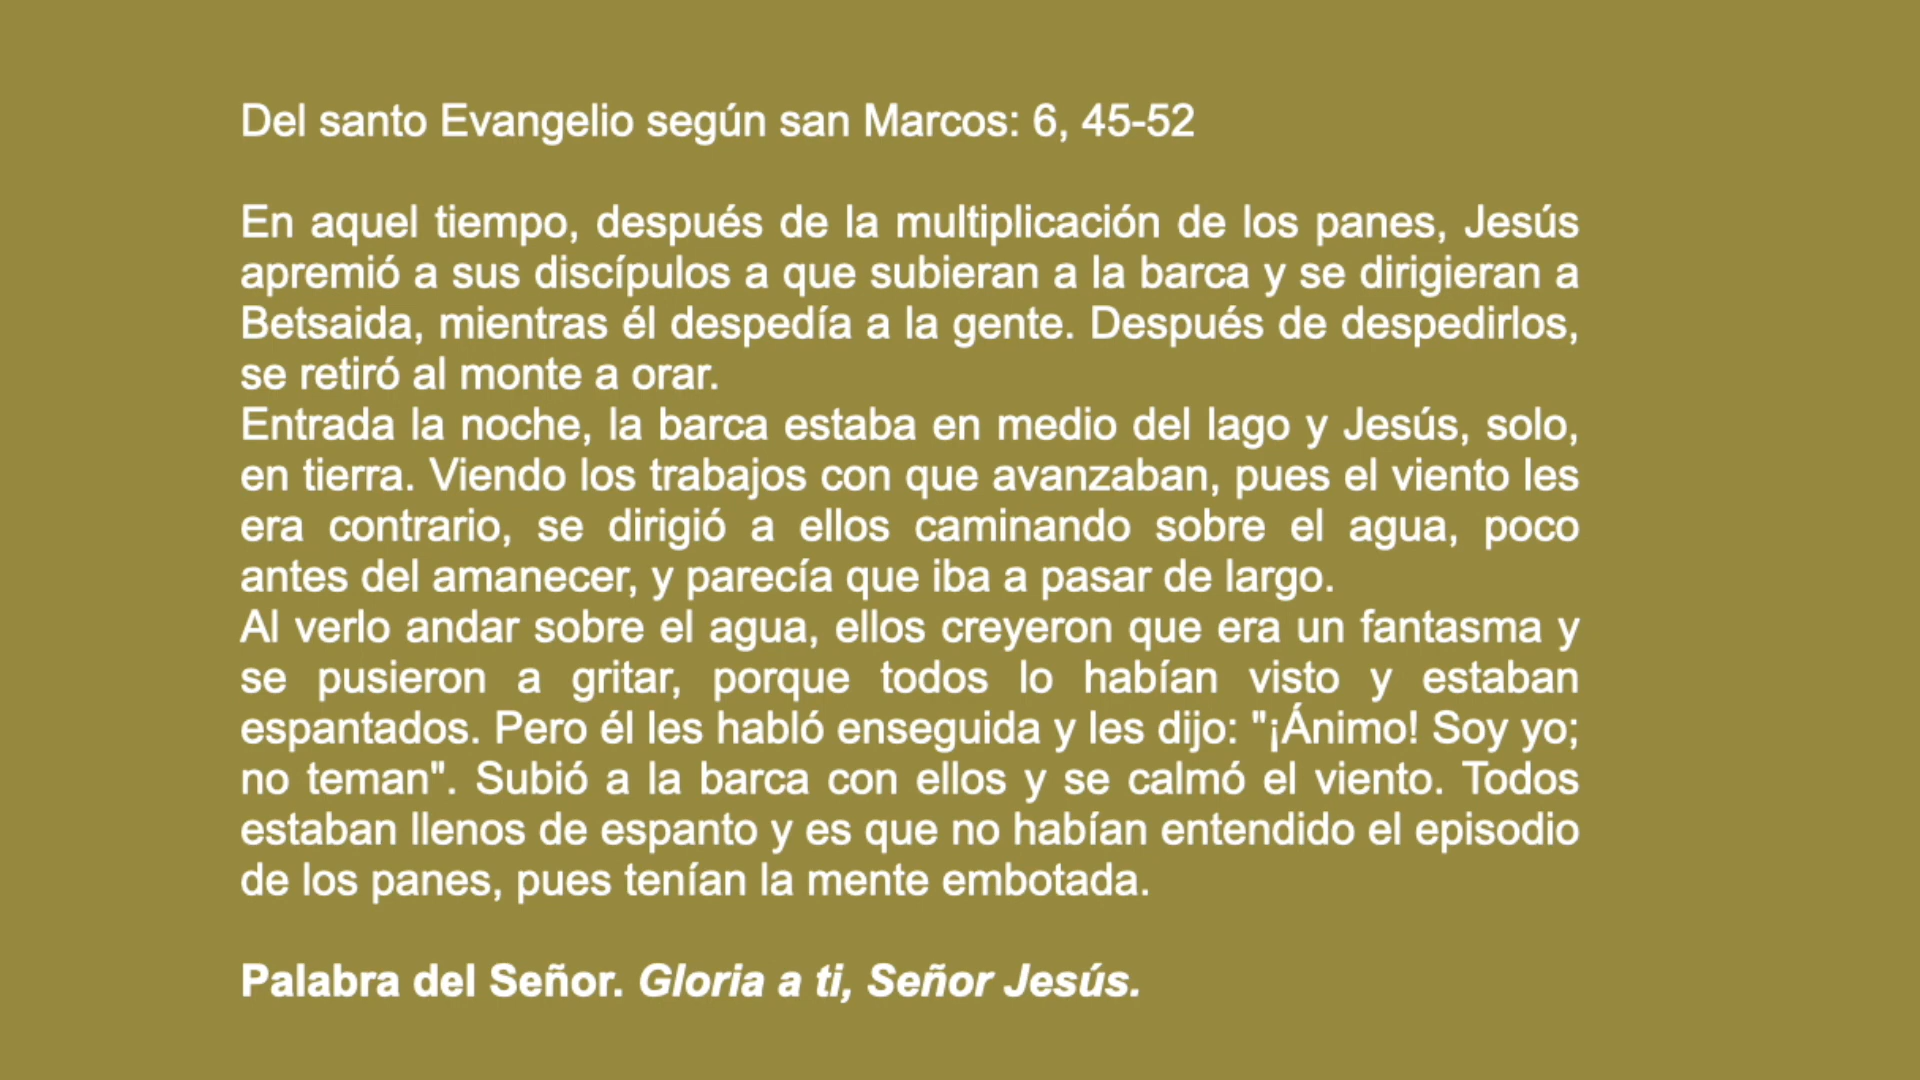 Del santo Evangelio según san Marcos: 6, 45-52
En aquel tiempo, después de la multiplicación de los panes, Jesús
apremió a sus discípulos a que subieran a la barca y se dirigieran a
Betsaida, mientras él despedía a la gente. Después de despedirlos,
se retiró al monte a orar.
Entrada la noche, la barca estaba en medio del lago y Jesús, solo,
en tierra. Viendo los trabajos con que avanzaban, pues el viento les
era contrario, se dirigió a ellos caminando sobre el agua, poco
antes del amanecer, y parecía que iba a pasar de largo.
Al verlo andar sobre el agua, ellos creyeron que era un fantasma y
se pusieron a gritar, porque todos lo habían visto y estaban
espantados. Pero él les habló enseguida y les dijo: "¡Ánimo! Soy yo;
no teman". Subió a la barca con ellos y se calmó el viento. Todos
estaban llenos de espanto y es que no habían entendido el episodio
de los panes, pues tenían la mente embotada.
Palabra del Señor. Gloria a ti, Señor Jesús.